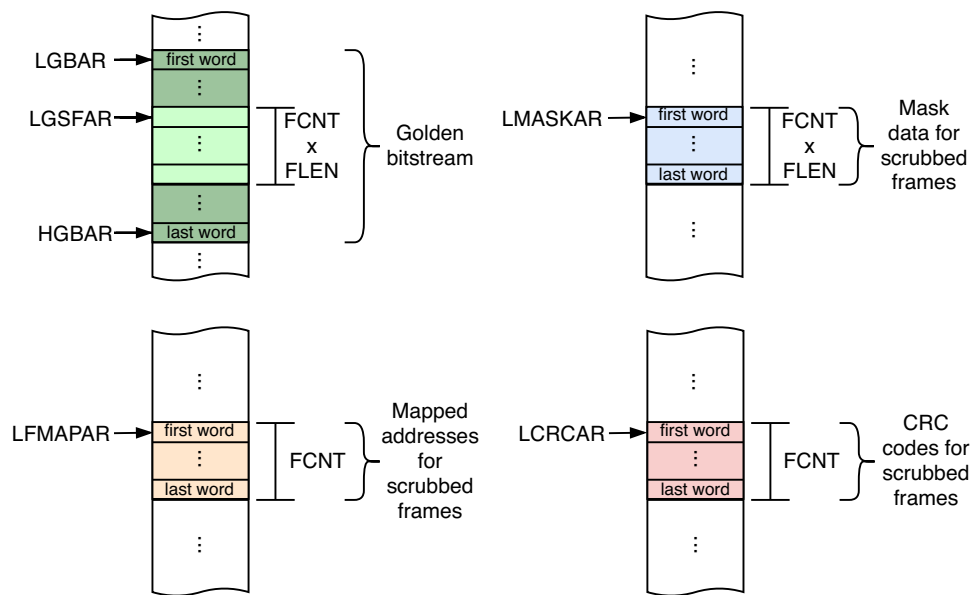 LGBAR
first word
LGSFAR
FCNT
x
FLEN
Golden
bitstream
HGBAR
last word
LMASKAR
first word
last word
FCNT
x
FLEN
Mask
data for
scrubbed
frames
LFMAPAR
first word
last word
FCNT
Mapped
addresses
for
scrubbed
frames
LCRCAR
first word
last word
FCNT
CRC
codes for
scrubbed
frames